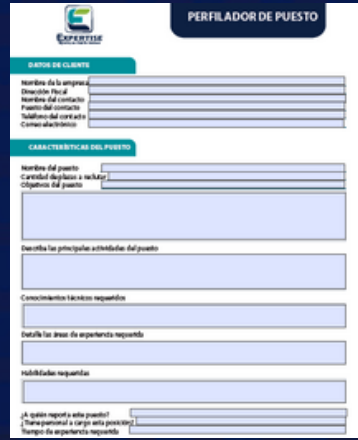 EXPERTISE
PERFILADOR DE PUESTO
DATOS DE CLIENTE
Nombre de la empresa
Dirección Fiscal
Nombre del contacto
Puesto del contacto
Teléfono del contacto
Correo electrónico
CARACTERÍSTICAS DEL PUESTO
Nombre del puesto
Cantidad de plazas a reclutar
Objetivos del puesto
Describa las principales actividades del puesto
Conocimientos técnicos requeridos
Detalle las áreas de experiencia requerida
Habilidades requeridas
¿A quién reporta este puesto?
¿Tiene personal a cargo esta posición?
Tiempo de experiencia requerida